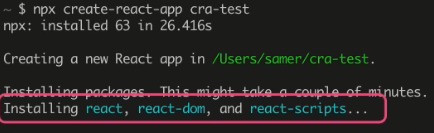 ~ $ npx create-react-app cra-test
npx: installed 63 in 26.416s
Creating a new React app in /Users/samer/cra-test.
Installing packages. This might take a couple of minutes.
Installing react, react-dom, and react-scripts...